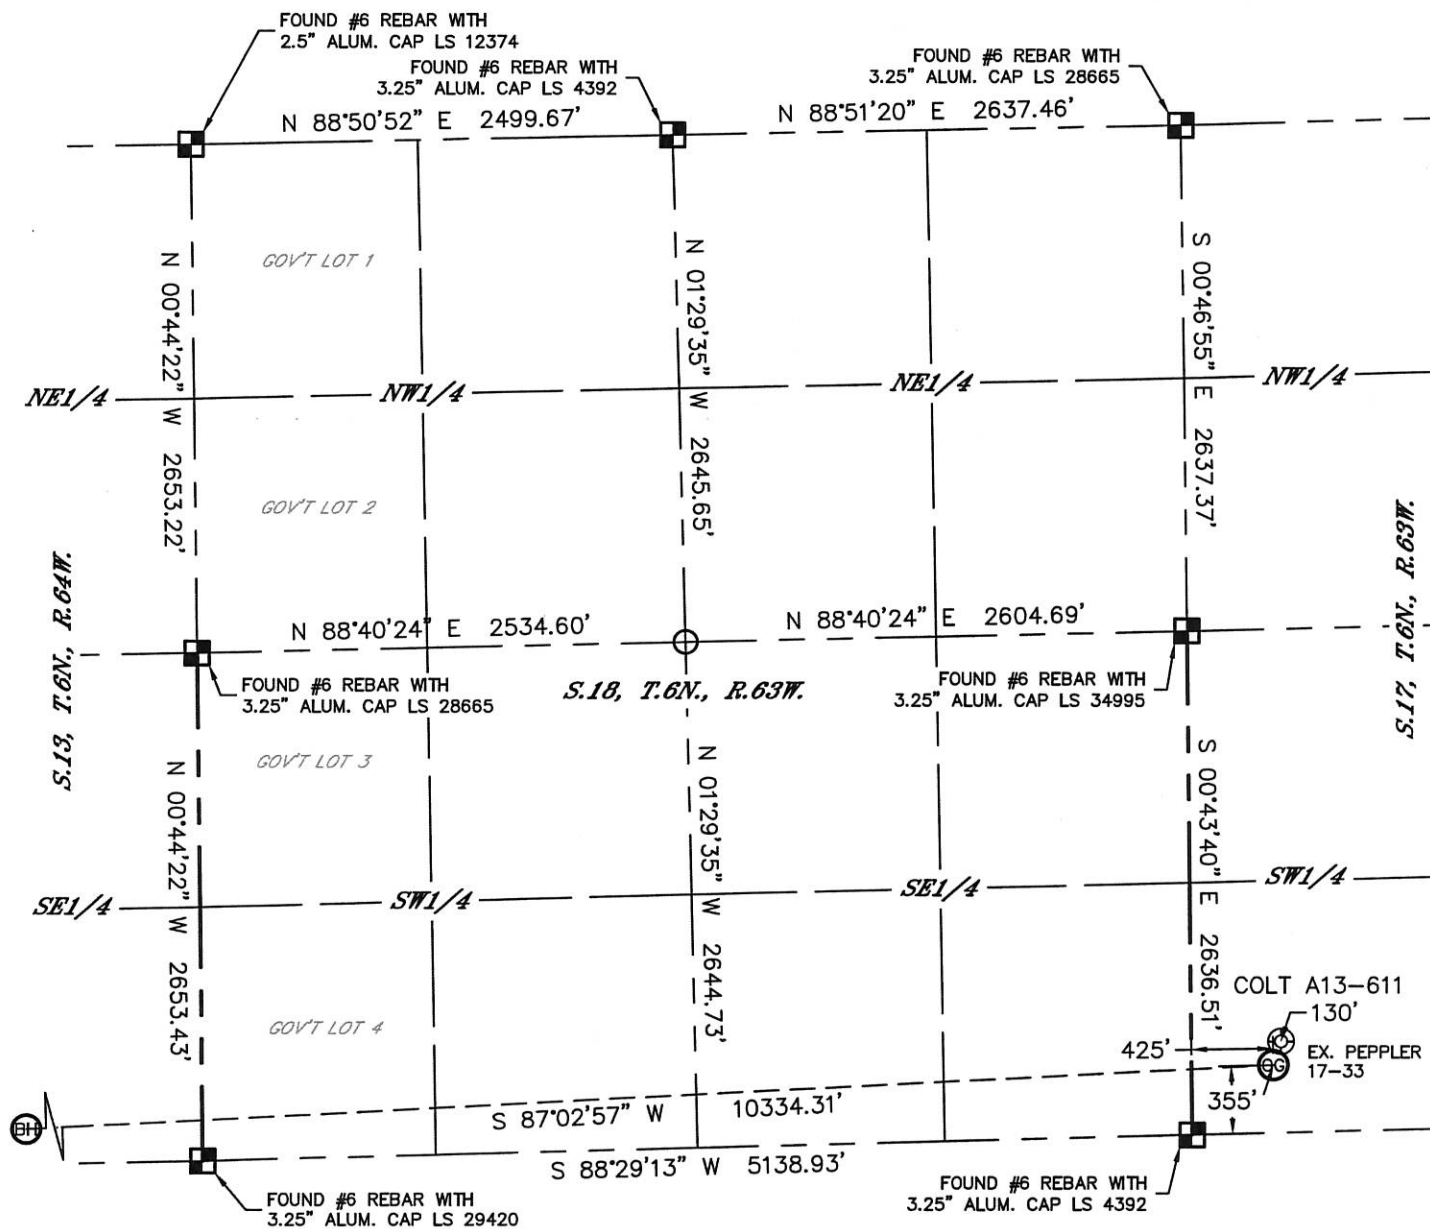 FOUND #6 REBAR WITH
2.5" ALUM. CAP LS 12374
FOUND #6 REBAR WITH
3.25" ALUM. CAP LS 4392
FOUND #6 REBAR WITH
3.25" ALUM. CAP LS 28665
N 88°50'52" E 2499.67'
N 88°51'20" E 2637.46'
GOV'T LOT 1
N 00°44'22" W 2653.22'
N 01°29'35" W 2645.65'
S 00°46'55" E 2637.37'
NE1/4
NW1/4
NE1/4
NW1/4
GOV'T LOT 2
S.13, T.6N., R.64W.
S.17, T.6N., R.63W.
N 88°40'24" E 2534.60'
N 88°40'24" E 2604.69'
FOUND #6 REBAR WITH
3.25" ALUM. CAP LS 28665
S.18, T.6N., R.63W.
FOUND #6 REBAR WITH
3.25" ALUM. CAP LS 34995
GOV'T LOT 3
N 00°44'22" W 2653.43'
N 01°29'35" W 2644.73'
S 00°43'40" E 2636.51'
SE1/4
SW1/4
SE1/4
SW1/4
COLT A13-611
130'
GOV'T LOT 4
425'
EX. PEPPLER
17-33
OG
355'
BH
S 87°02'57" W 10334.31'
S 88°29'13" W 5138.93'
FOUND #6 REBAR WITH
3.25" ALUM. CAP LS 29420
FOUND #6 REBAR WITH
3.25" ALUM. CAP LS 4392